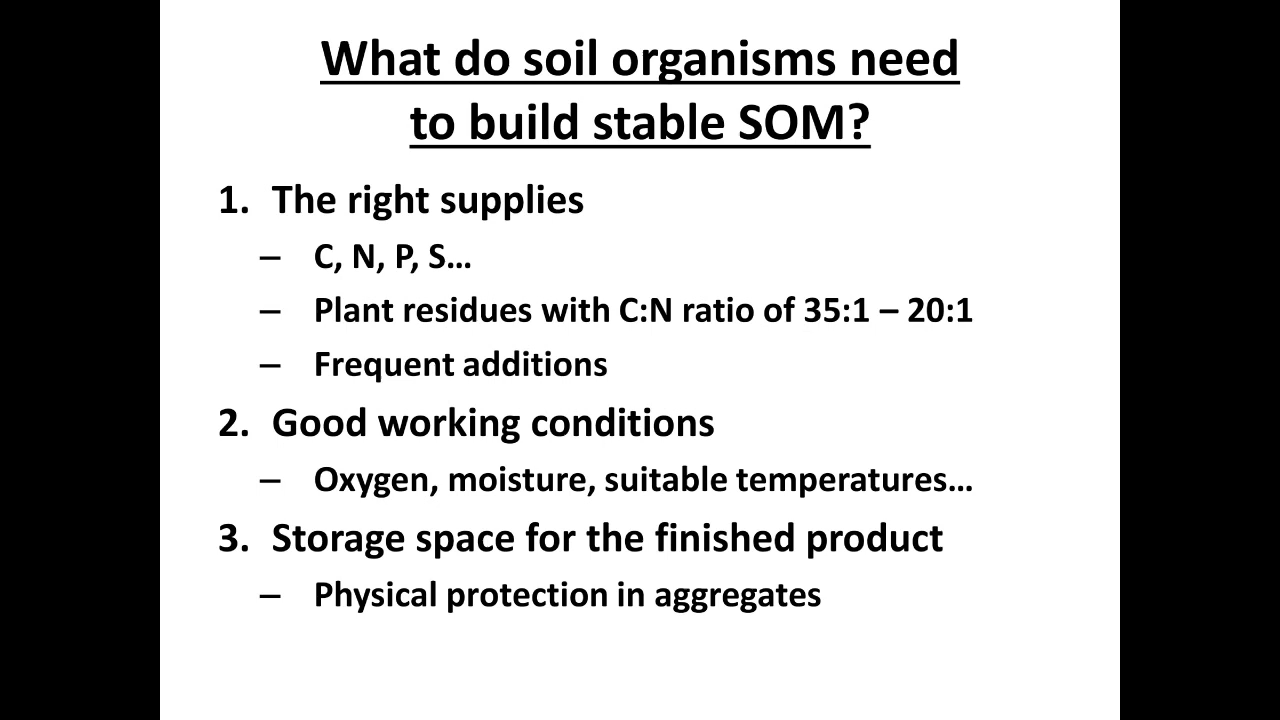 What do soil organisms need
to build stable SOM?
1. The right supplies
– C, N, P, S…
– Plant residues with C:N ratio of 35:1 – 20:1
– Frequent additions
2. Good working conditions
– Oxygen, moisture, suitable temperatures…
3. Storage space for the finished product
– Physical protection in aggregates